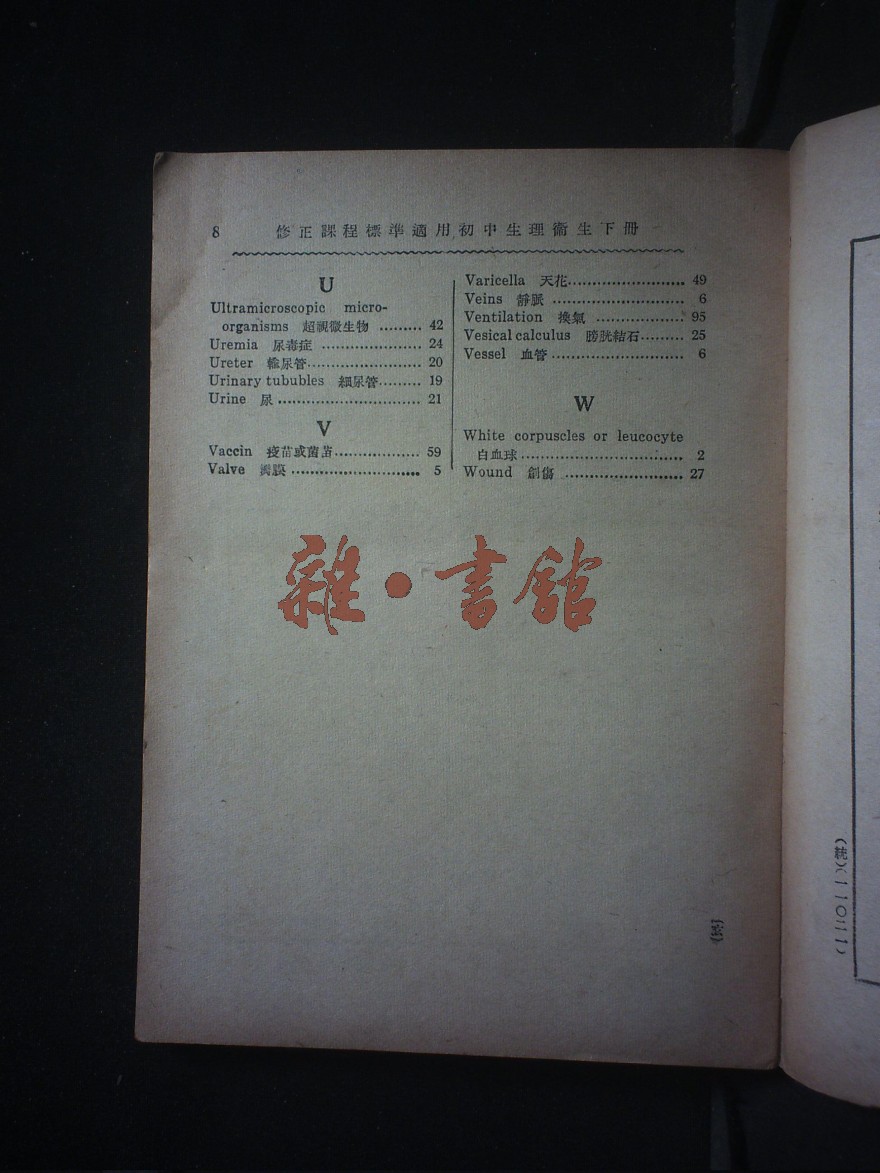 8 修正課程標準適用初中生理衞生下冊
U
Ultramicroscopic micro-
organisms 超視微生物 ......... 42
Uremia 尿毒症 ...................... 24
Ureter 輸尿管......................... 20
Urinary tububles 細尿管......... 19
Urine 尿 ............................... 21
V
Vaccin 疫苗或菌苗.................. 59
Valve 瓣膜 ............................ 5
Varicella 天花......................... 49
Veins 靜脈 ............................ 6
Ventilation 換氣 ................... 95
Vesical calculus 膀胱結石......... 25
Vessel 血管 ............................ 6
W
White corpuscles or leucocyte
白血球................................... 2
Wound 創傷 ......................... 27
雜·書館